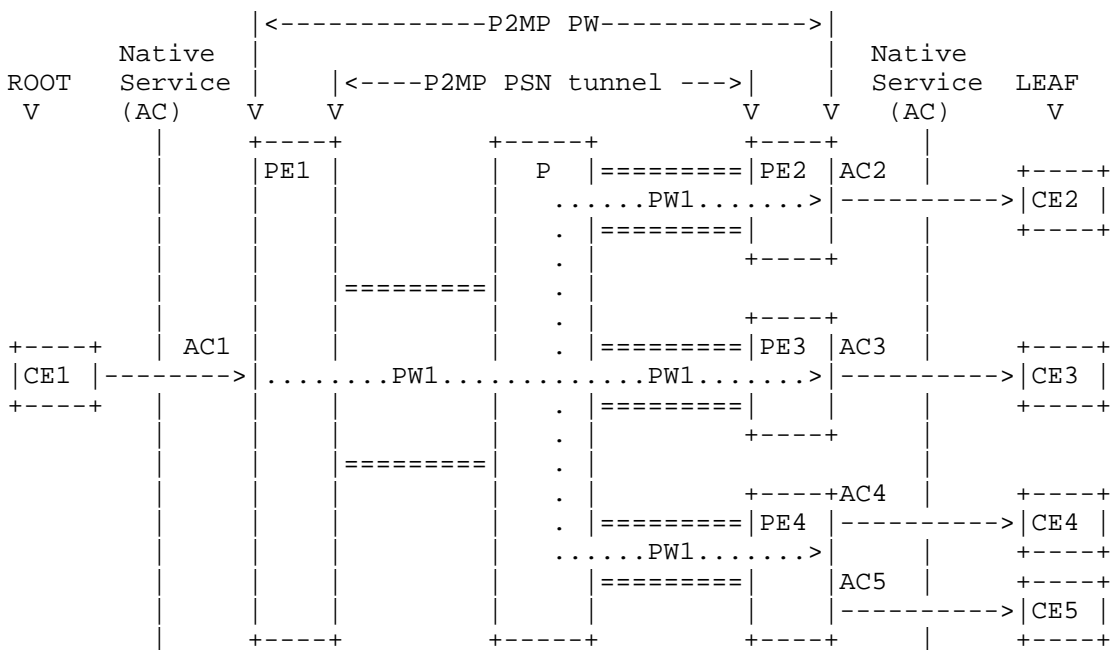 |<------------P2MP PW------------->|
Native | | Native
ROOT Service | |<----P2MP PSN tunnel --->| | Service LEAF
V (AC) V V V V (AC) V
| +----+ +-----+ +----+ | 
| |PE1 | | P |=========|PE2 |AC2 | +----+
| | | | ......PW1.......>|---------->|CE2 |
| | | | . |=========| | | +----+
| | | | . | +----+ |
| | |=========| . | |
| | | | . | +----+ |
+----+ | AC1 | | | . |=========|PE3 |AC3 | +----+
|CE1 |-------->|........PW1.............PW1.......>|---------->|CE3 |
+----+ | | | | . |=========| | | +----+
| | | | . | +----+ |
| | |=========| . | |
| | | | . | +----+AC4 | +----+
| | | | . |=========|PE4 |---------->|CE4 |
| | | | ......PW1.......>| | +----+
| | | | |=========| |AC5 | +----+
| | | | | | |---------->|CE5 |
| +----+ +-----+ +----+ | +----+